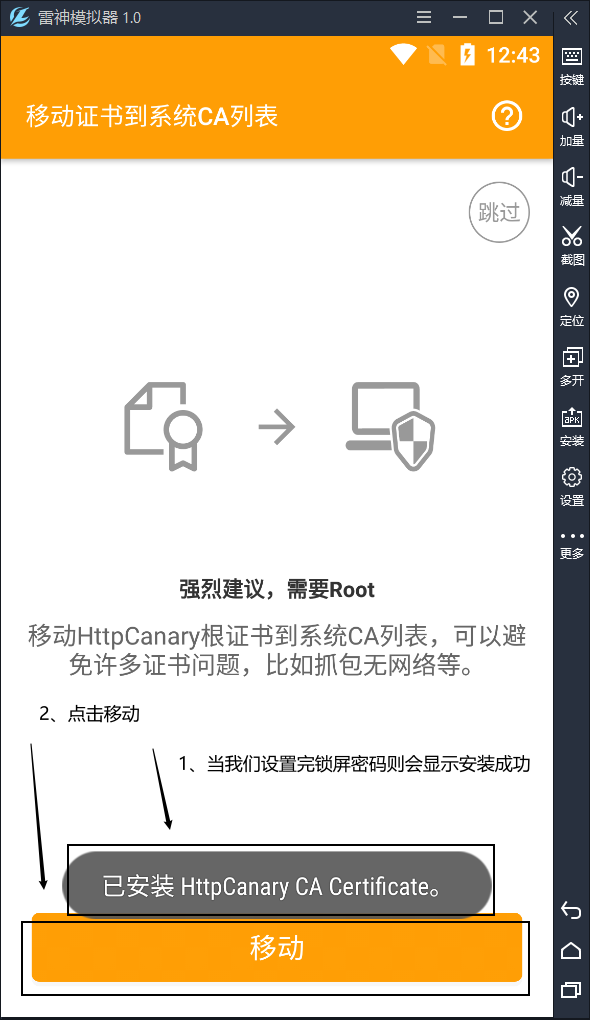 雷神模拟器 1.0
12:43
移动证书到系统CA列表
跳过
强烈建议，需要Root
移动HttpCanary根证书到系统CA列表，可以避
免许多证书问题，比如抓包无网络等。
2、点击移动
1、当我们设置完锁屏密码则会显示安装成功
已安装 HttpCanary CA Certificate。
移动
按键
加量
减量
截图
定位
多开
APK
安装
设置
更多